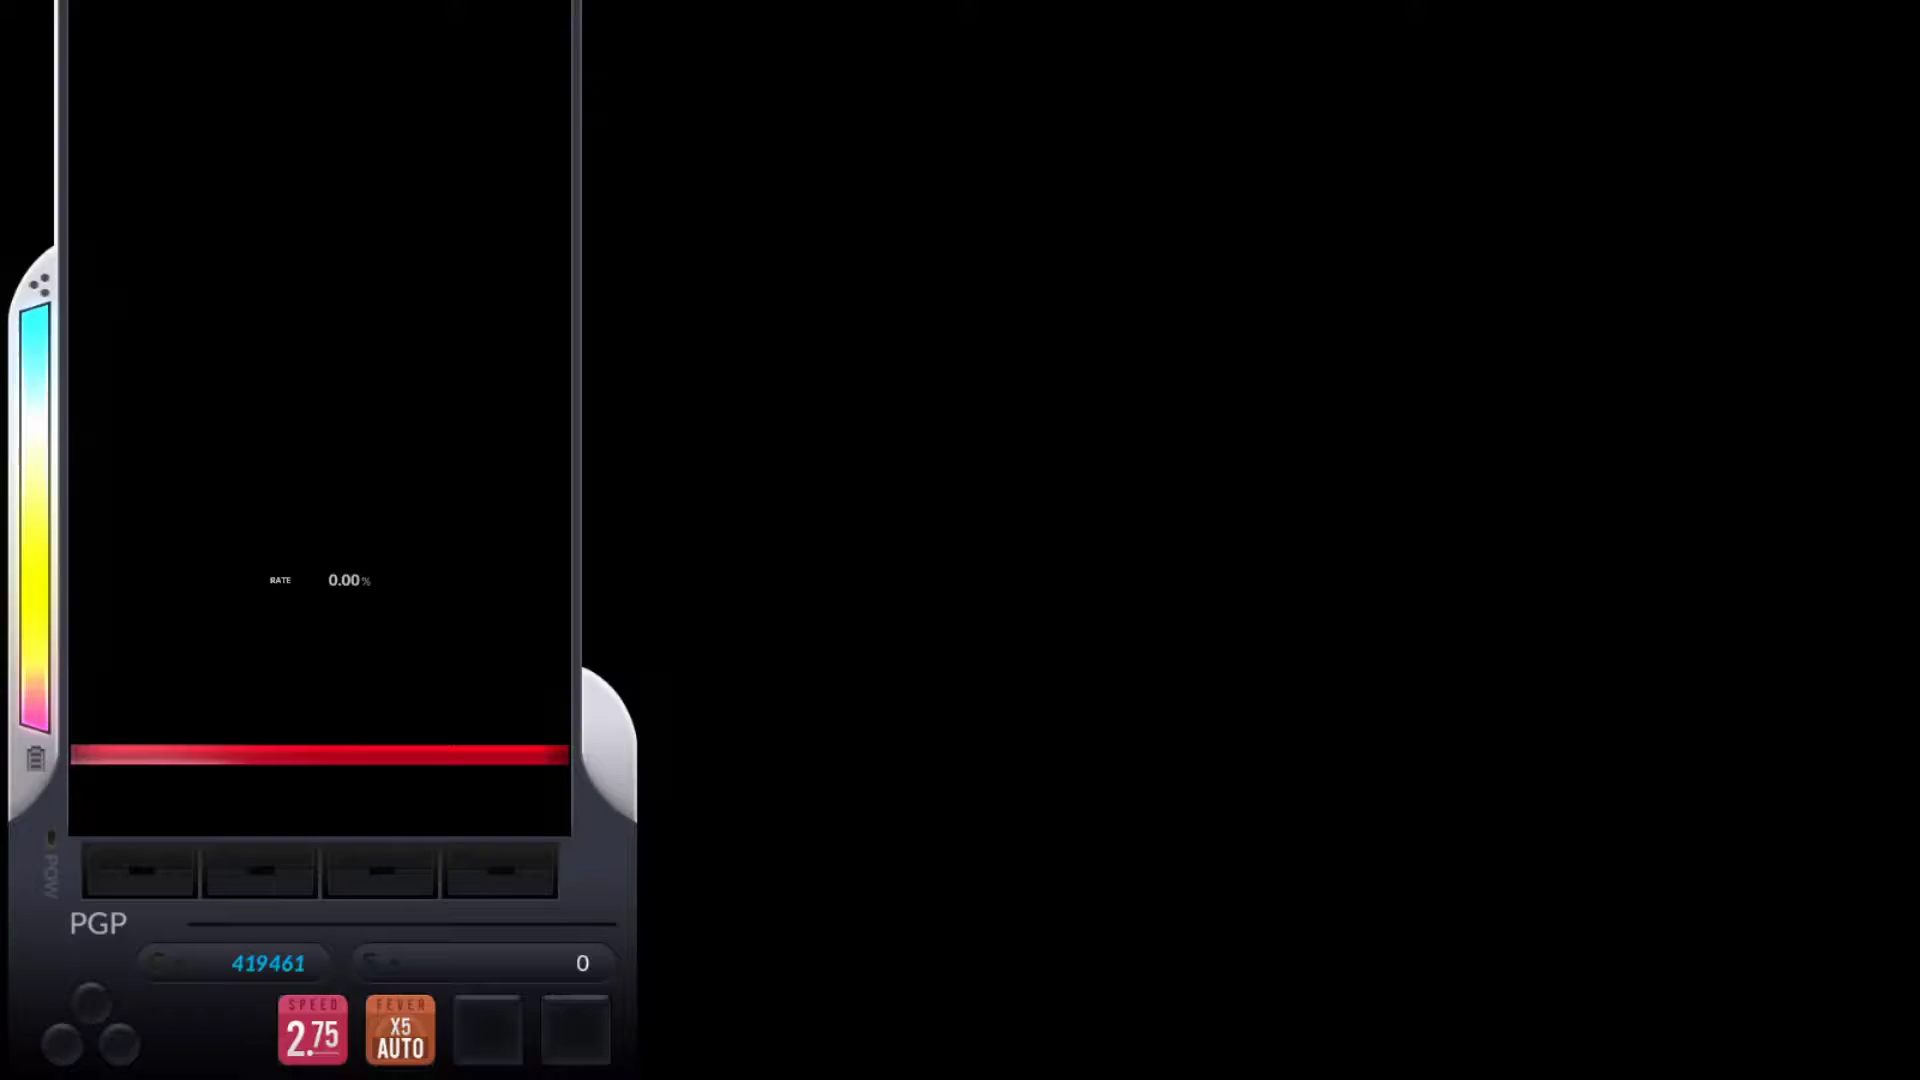 RATE 0.00%
POW
PGP
419461 0
SPEED FEVER
2.75 X5
AUTO